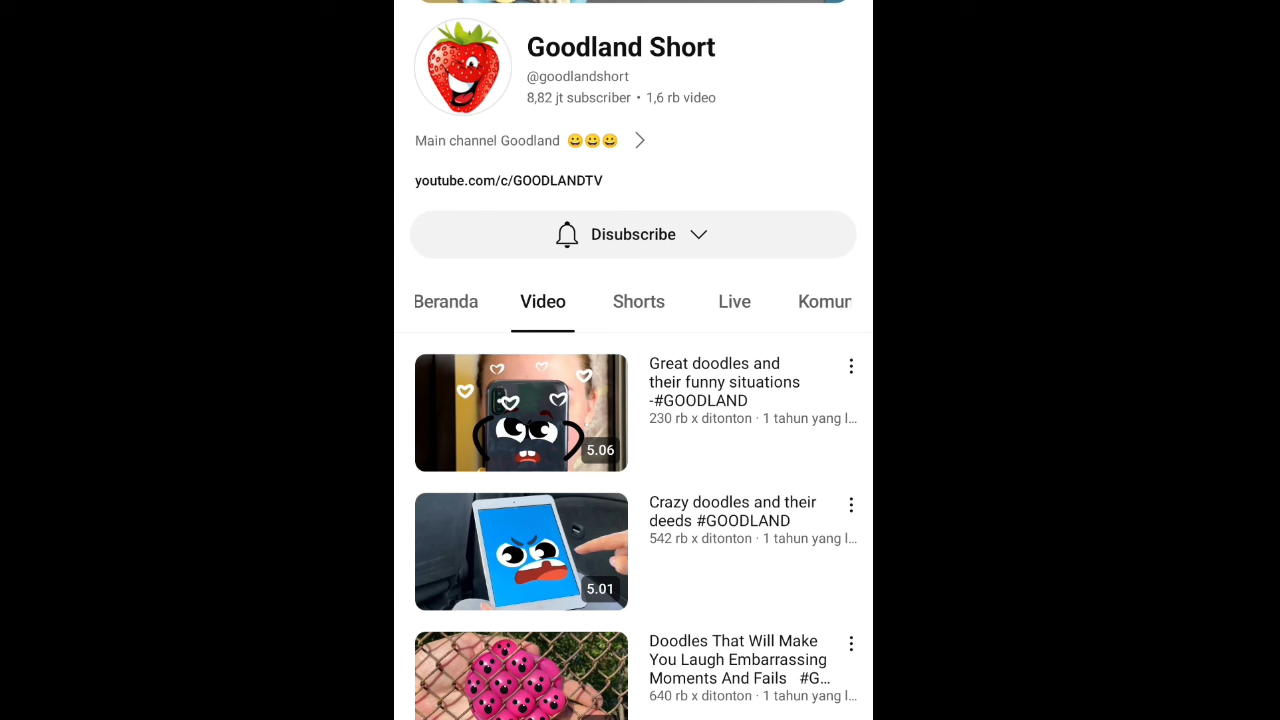 Goodland Short
@goodlandshort
8,82 jt subscriber • 1,6 rb video
Main channel Goodland 😀😀😀
youtube.com/c/GOODLANDTV
Disubscribe
Beranda Video Shorts Live Komun
Great doodles and
their funny situations
-#GOODLAND
230 rb x ditonton · 1 tahun yang l...
5.06
Crazy doodles and their
deeds #GOODLAND
542 rb x ditonton · 1 tahun yang l...
5.01
Doodles That Will Make
You Laugh Embarrassing
Moments And Fails #G...
640 rb x ditonton · 1 tahun yang l...